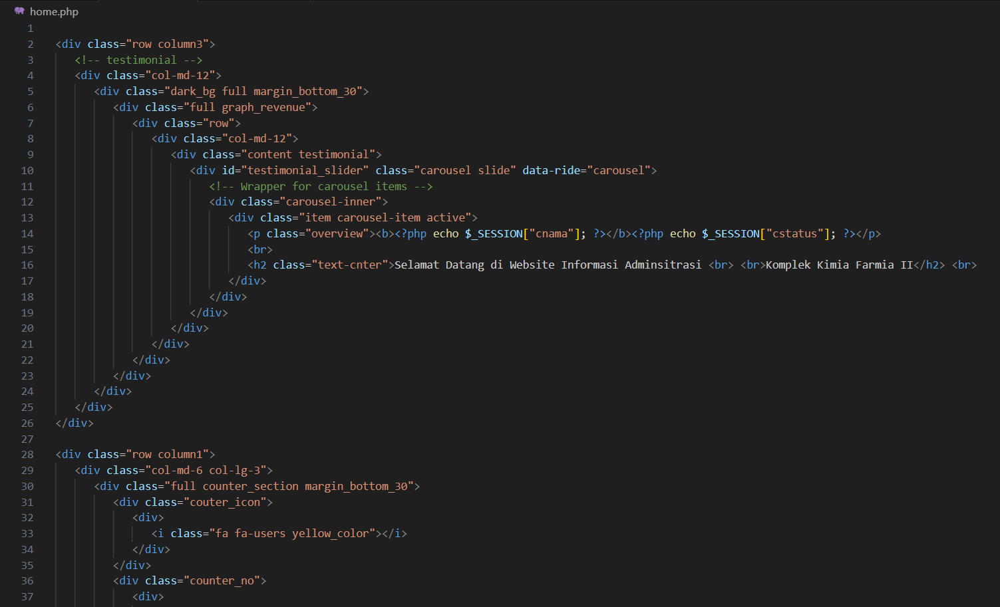 home.php
1
2 <div class="row column3">
3 <!-- testimonial -->
4 <div class="col-md-12">
5 <div class="dark_bg full margin_bottom_30">
6 <div class="full graph_revenue">
7 <div class="row">
8 <div class="col-md-12">
9 <div class="content testimonial">
10 <div id="testimonial_slider" class="carousel slide" data-ride="carousel">
11 <!-- Wrapper for carousel items -->
12 <div class="carousel-inner">
13 <div class="item carousel-item active">
14 <p class="overview"><b><?php echo $_SESSION["cnama"]; ?></b><?php echo $_SESSION["cstatus"]; ?></p>
15 <br>
16 <h2 class="text-cnter">Selamat Datang di Website Informasi Adminsitrasi <br> <br>Komplek Kimia Farmia II</h2> <br>
17 </div>
18 </div>
19 </div>
20 </div>
21 </div>
22 </div>
23 </div>
24 </div>
25 </div>
26 </div>
27
28 <div class="row column1">
29 <div class="col-md-6 col-lg-3">
30 <div class="full counter_section margin_bottom_30">
31 <div class="couter_icon">
32 <div>
33 <i class="fa fa-users yellow_color"></i>
34 </div>
35 </div>
36 <div class="counter_no">
37 <div>